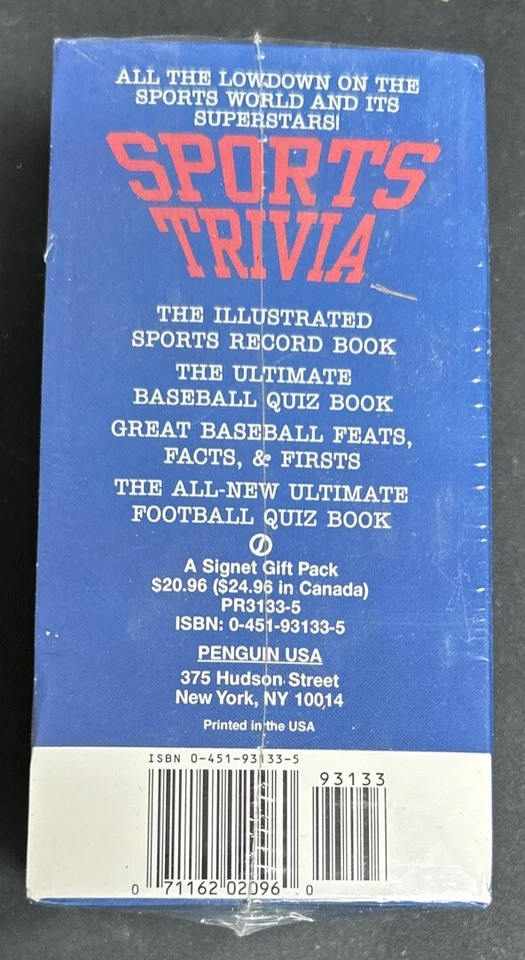 ALL THE LOWDOWN ON THE
SPORTS WORLD AND ITS
SUPERSTARS!
SPORTS
TRIVIA
THE ILLUSTRATED
SPORTS RECORD BOOK
THE ULTIMATE
BASEBALL QUIZ BOOK
GREAT BASEBALL FEATS,
FACTS, & FIRSTS
THE ALL-NEW ULTIMATE
FOOTBALL QUIZ BOOK
A Signet Gift Pack
$20.96 ($24.96 in Canada)
PR3133-5
ISBN: 0-451-93133-5
PENGUIN USA
375 Hudson Street
New York, NY 10014
Printed in the USA
ISBN 0-451-93133-5
93133
0 71162 02096 0